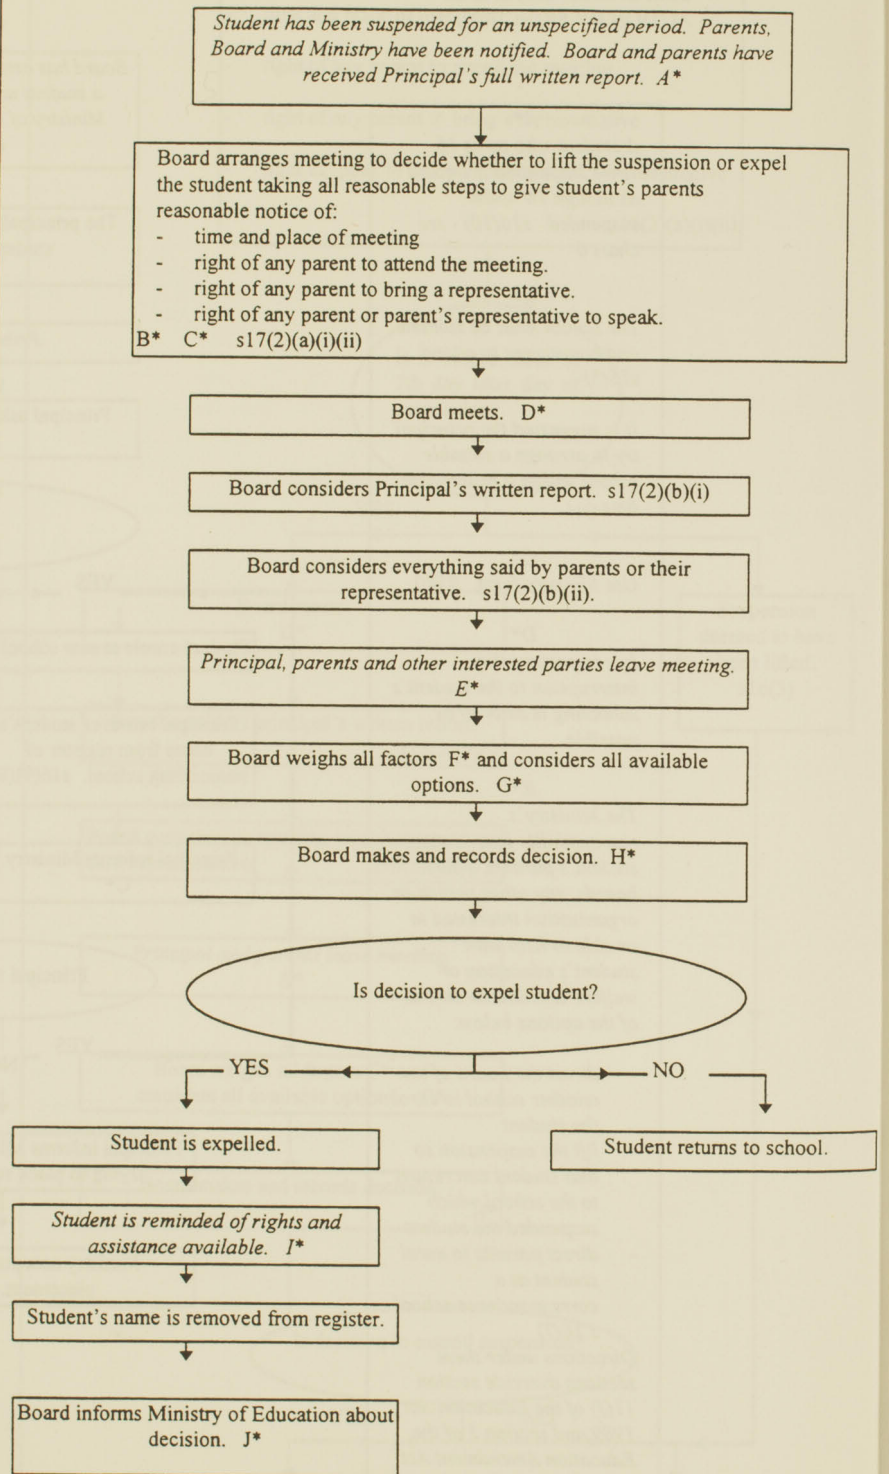 Student has been suspended for an unspecified period. Parents,
Board and Ministry have been notified. Board and parents have
received Principal's full written report. A*
Board arranges meeting to decide whether to lift the suspension or expel
the student taking all reasonable steps to give student's parents
reasonable notice of:
- time and place of meeting
- right of any parent to attend the meeting.
- right of any parent to bring a representative.
- right of any parent or parent's representative to speak.
B* C* s17(2)(a)(i)(ii)
Board meets. D*
Board considers Principal's written report. s17(2)(b)(i)
Board considers everything said by parents or their
representative. s17(2)(b)(ii).
Principal, parents and other interested parties leave meeting.
E*
Board weighs all factors F* and considers all available
options. G*
Board makes and records decision. H*
Is decision to expel student?
YES NO
Student is expelled. Student returns to school.
Student is reminded of rights and
assistance available. I*
Student's name is removed from register.
Board informs Ministry of Education about
decision. J*